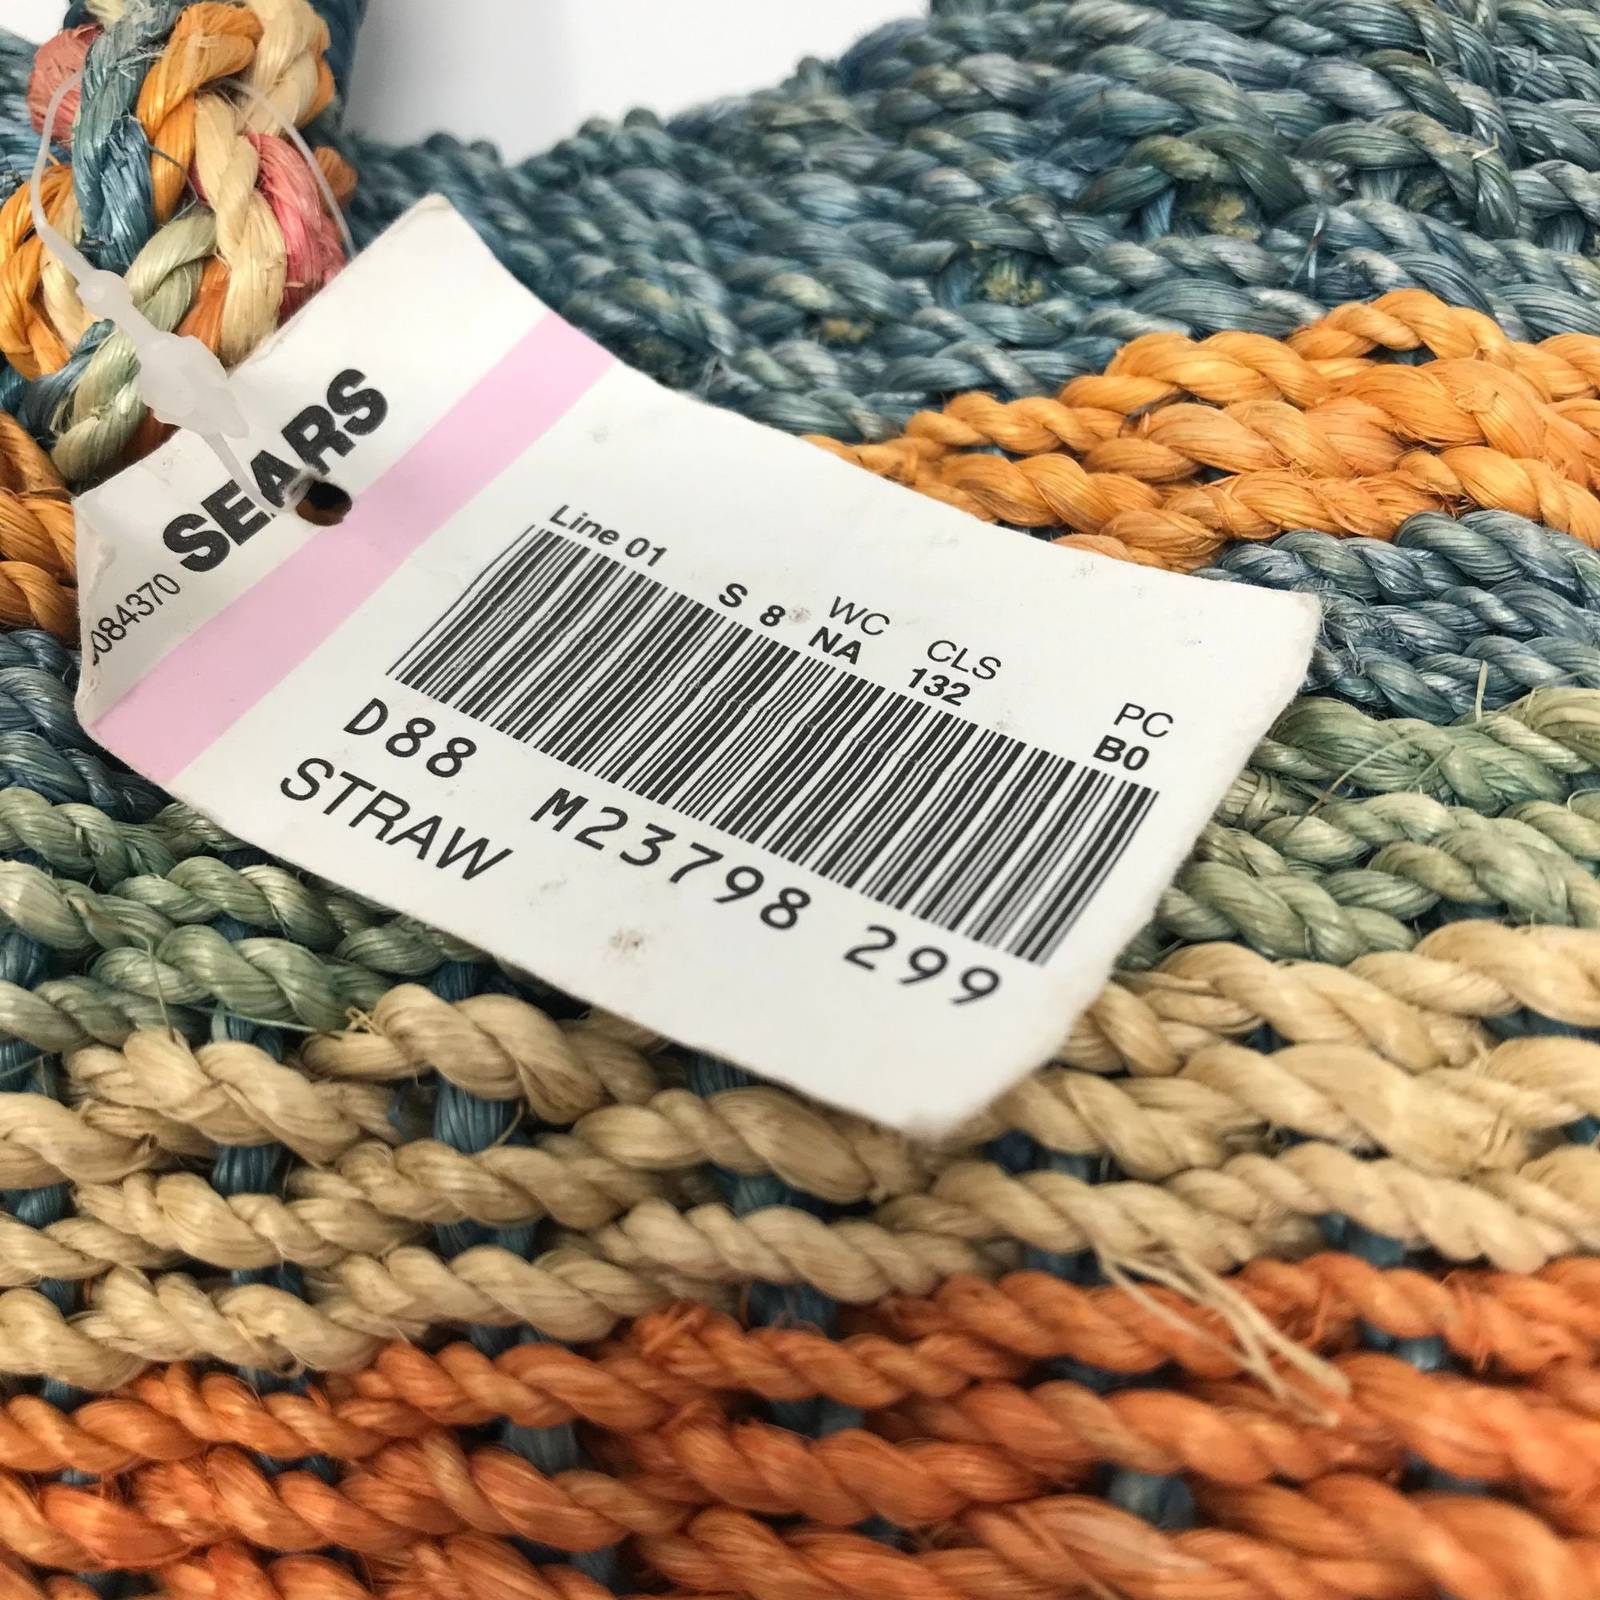 SEARS
084370
Line 01
WC CLS PC
S 8 NA 132 B0
D88 M23798 299
STRAW